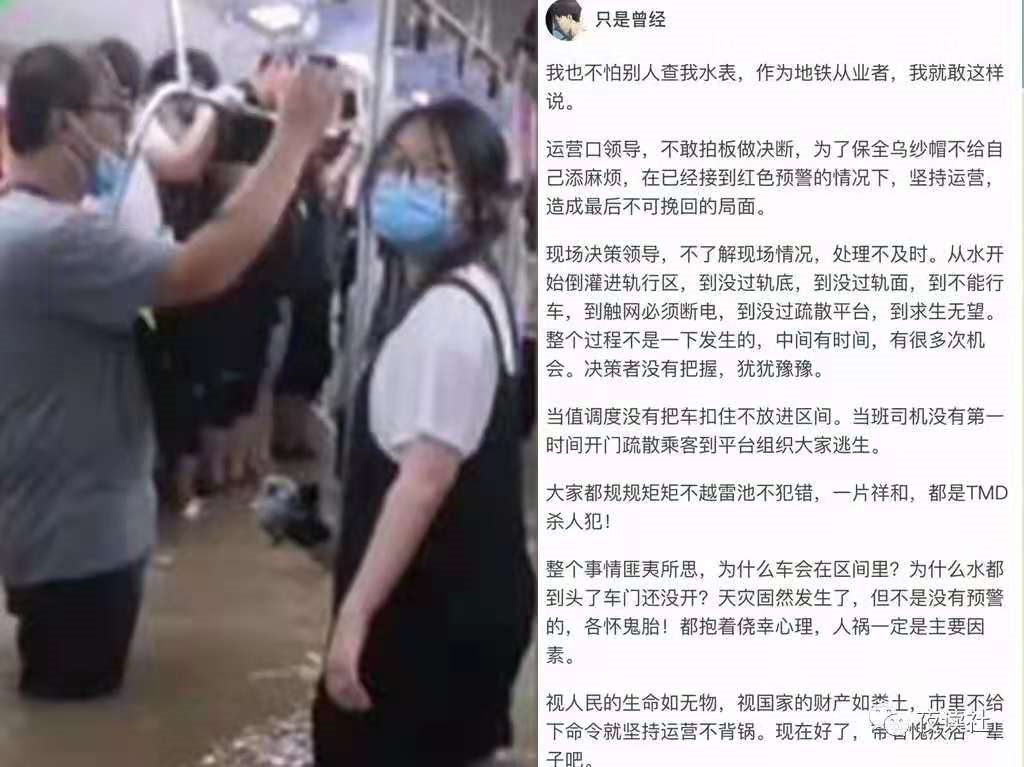 只是曾经
我也不怕别人查我水表，作为地铁从业者，我就敢这样
说。
运营口领导，不敢拍板做决断，为了保全乌纱帽不给自
己添麻烦，在已经接到红色预警的情况下，坚持运营，
造成最后不可挽回的局面。
现场决策领导，不了解现场情况，处理不及时。从水开
始倒灌进轨行区，到没过轨底，到没过轨面，到不能行
车，到触网必须断电，到没过疏散平台，到求生无望。
整个过程不是一下发生的，中间有时间，有很多次机
会。决策者没有把握，犹犹豫豫。
当值调度没有把车扣住不放进区间。当班司机没有第一
时间开门疏散乘客到平台组织大家逃生。
大家都规规矩矩不越雷池不犯错，一片祥和，都是TMD
杀人犯！
整个事情匪夷所思，为什么车会在区间里？为什么水都
到头了车门还没开？天灾固然发生了，但不是没有预警
的，各怀鬼胎！都抱着侥幸心理，人祸一定是主要因
素。
视人民的生命如无物，视国家的财产如粪土，市里不给
下命令就坚持运营不背锅。现在好了，带着愧疚活一辈
子吧。
夜读社